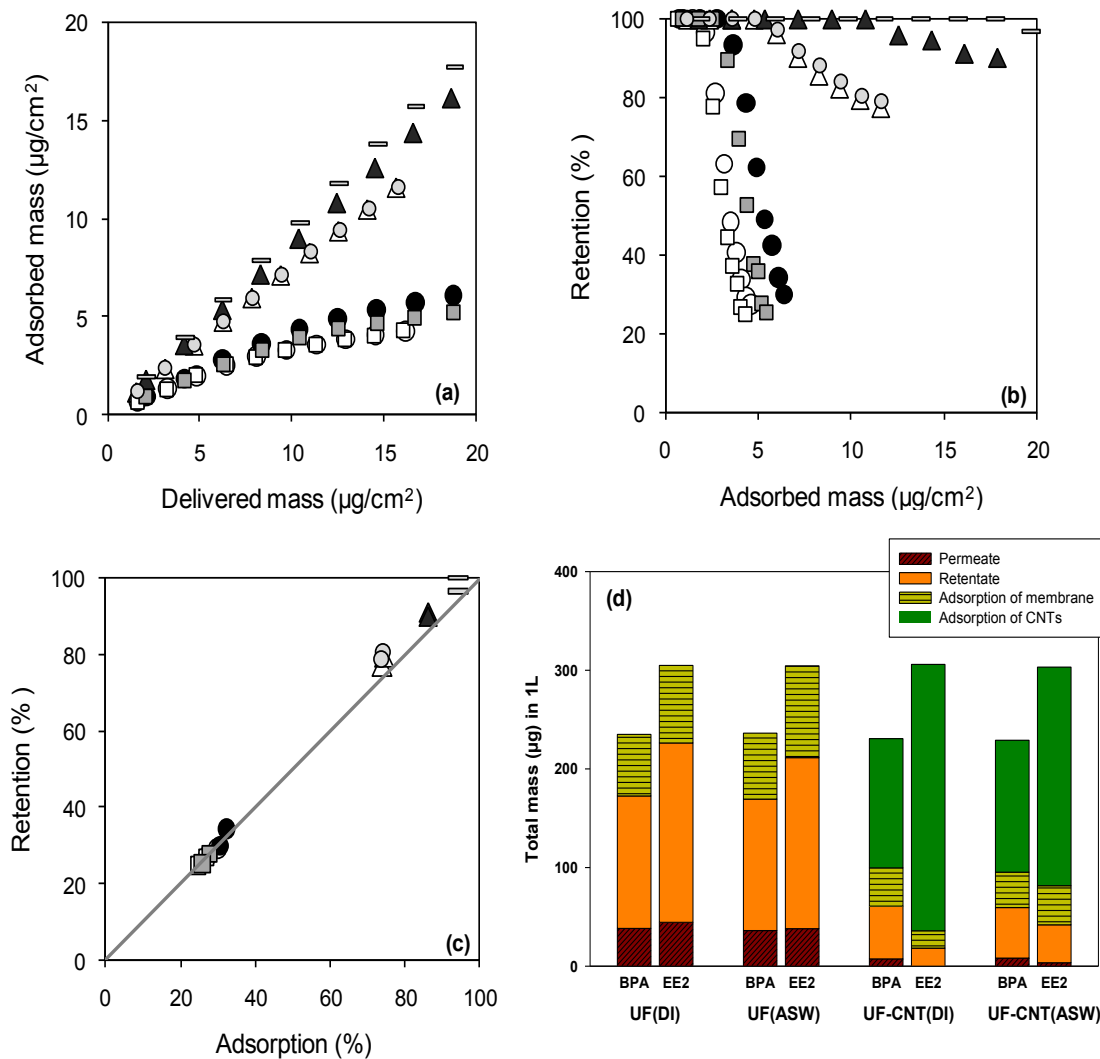 20
15
10
5
0
Adsorbed mass (µg/cm²)
(a)
0 5 10 15 20
Delivered mass (µg/cm²)
100
80
60
40
20
0
Retention (% )
(b)
0 5 10 15 20
Adsorbed mass (µg/cm²)
100
80
60
40
20
0
Retention (% )
(c)
0 20 40 60 80 100
Adsorption (%)
Permeate
Retentate
Adsorption of membrane
Adsorption of CNTs
400
300
200
100
0
Total mass (µg) in 1L
(d)
BPA EE2 BPA EE2 BPA EE2 BPA EE2
UF(DI) UF(ASW) UF-CNT(DI) UF-CNT(ASW)